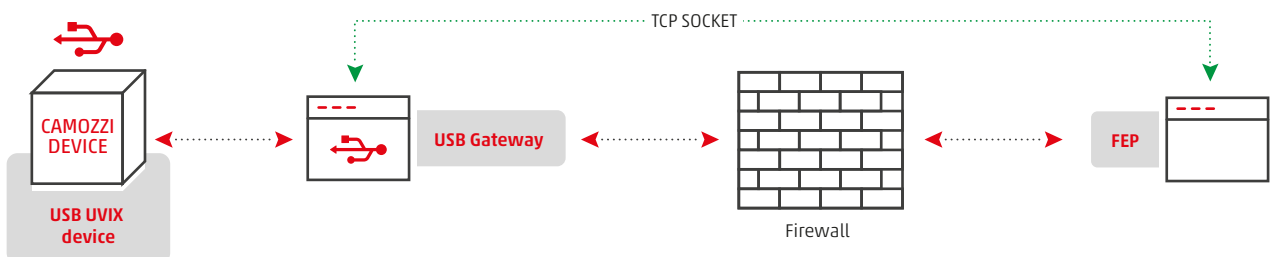 TCP SOCKET
CAMOZZI
DEVICE
USB Gateway
FEP
USB UVIX
device
Firewall